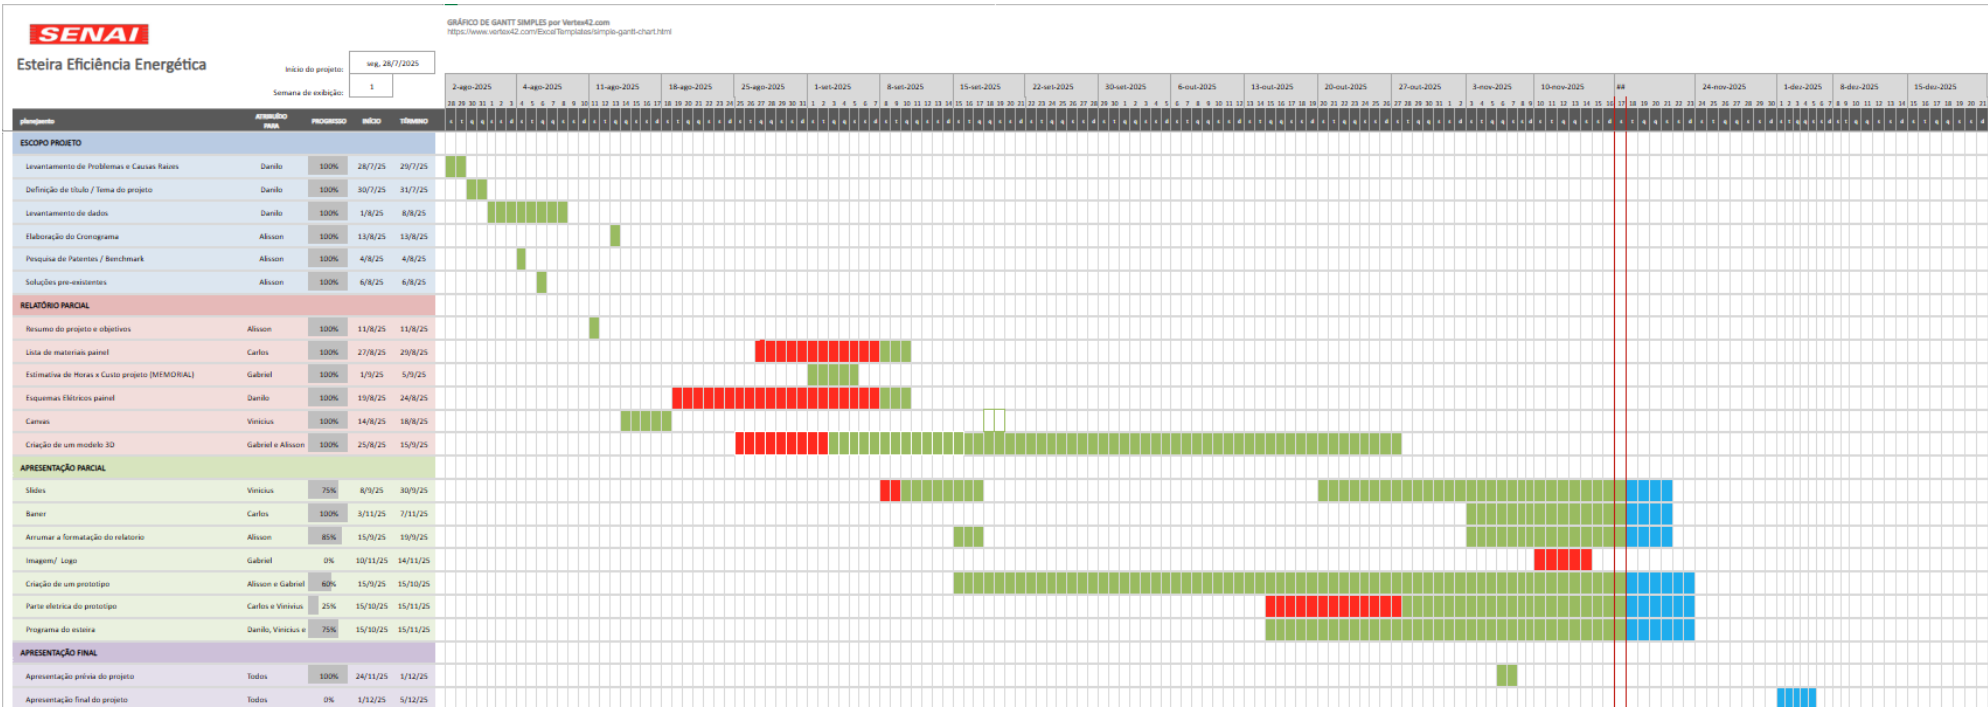 SENAI
GRÁFICO DE GANTT SIMPLES por Vertex42.com
https://www.vertex42.com/ExcelTemplates/simple-gantt-chart.html
Esteira Eficiência Energética
Início do projeto: seg, 28/7/2025
Semana de exibição: 1
2-ago-2025 4-ago-2025 11-ago-2025 18-ago-2025 25-ago-2025 1-set-2025 8-set-2025 15-set-2025 22-set-2025 30-set-2025 6-out-2025 13-out-2025 20-out-2025 27-out-2025 3-nov-2025 10-nov-2025 ## 24-nov-2025 1-dez-2025 8-dez-2025 15-dez-2025
planejamento ATRIBUÍDO PARA PROGRESSO INÍCIO TÉRMINO
ESCOPO PROJETO
Levantamento de Problemas e Causas Raizes Danilo 100% 28/7/25 29/7/25
Definição de título / Tema do projeto Danilo 100% 30/7/25 31/7/25
Levantamento de dados Danilo 100% 1/8/25 8/8/25
Elaboração do Cronograma Alisson 100% 13/8/25 13/8/25
Pesquisa de Patentes / Benchmark Alisson 100% 4/8/25 4/8/25
Soluções pre-existentes Alisson 100% 6/8/25 6/8/25
RELATÓRIO PARCIAL
Resumo do projeto e objetivos Alisson 100% 11/8/25 11/8/25
Lista de materiais painel Carlos 100% 27/8/25 29/8/25
Estimativa de Horas x Custo projeto (MEMORIAL) Gabriel 100% 1/9/25 5/9/25
Esquemas Elétricos painel Danilo 100% 19/8/25 24/8/25
Canvas Vinicius 100% 14/8/25 18/8/25
Criação de um modelo 3D Gabriel e Alisson 100% 25/8/25 15/9/25
APRESENTAÇÃO PARCIAL
Slides Vinicius 75% 8/9/25 30/9/25
Baner Carlos 100% 3/11/25 7/11/25
Arrumar a formatação do relatorio Alisson 85% 15/9/25 19/9/25
Imagem/ Logo Gabriel 0% 10/11/25 14/11/25
Criação de um prototipo Alisson e Gabriel 60% 15/9/25 15/10/25
Parte eletrica do prototipo Carlos e Vinivius 25% 15/10/25 15/11/25
Programa do esteira Danilo, Vinicius e 75% 15/10/25 15/11/25
APRESENTAÇÃO FINAL
Apresentação prévia do projeto Todos 100% 24/11/25 1/12/25
Apresentação final do projeto Todos 0% 1/12/25 5/12/25